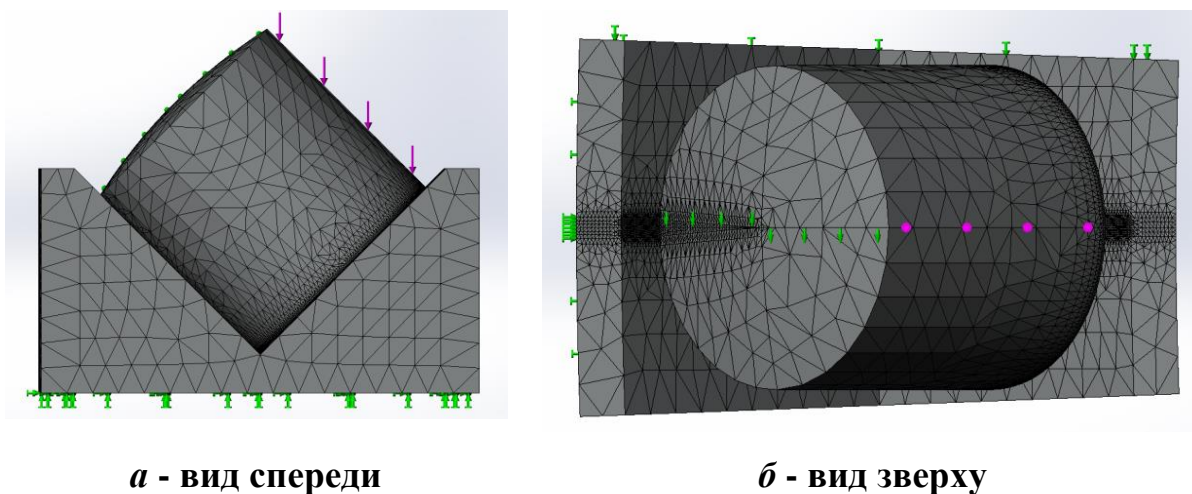 а - вид спереди
б - вид зверху